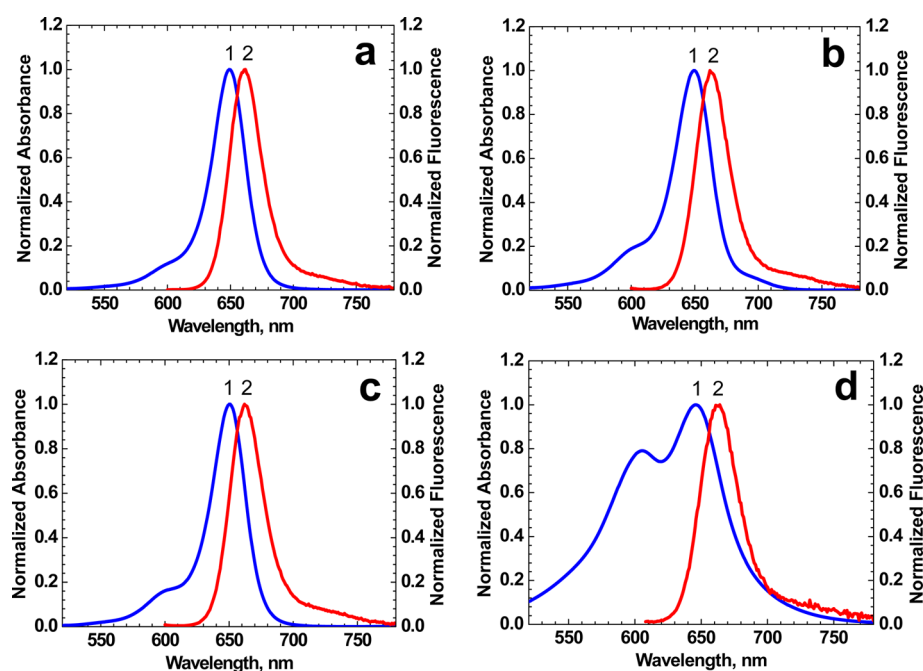 1.2 1.2 1.2 1.2
1 2 a 1 2 b
1.0 1.0 1.0 1.0
0.8 0.8 0.8 0.8
0.6 0.6 0.6 0.6
0.4 0.4 0.4 0.4
0.2 0.2 0.2 0.2
0.0 0.0 0.0 0.0
550 600 650 700 750 550 600 650 700 750
Normalized Absorbance
Normalized Fluorescence
Normalized Absorbance
Normalized Fluorescence
Wavelength, nm Wavelength, nm
1.2 1.2 1.2 1.2
1 2 c 1 2 d
1.0 1.0 1.0 1.0
0.8 0.8 0.8 0.8
0.6 0.6 0.6 0.6
0.4 0.4 0.4 0.4
0.2 0.2 0.2 0.2
0.0 0.0 0.0 0.0
550 600 650 700 750 550 600 650 700 750
Normalized Absorbance
Normalized Fluorescence
Normalized Absorbance
Normalized Fluorescence
Wavelength, nm Wavelength, nm